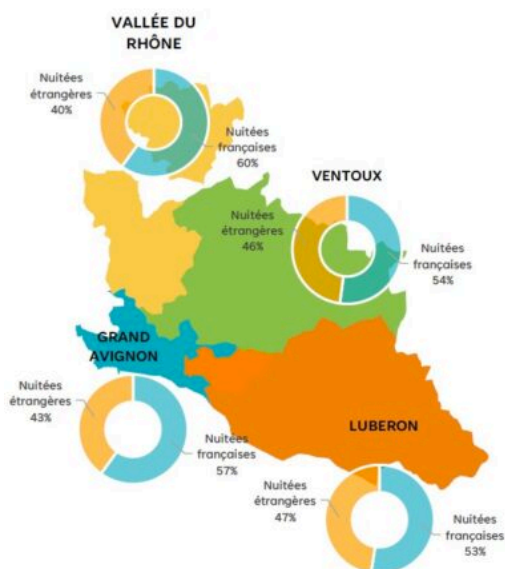 VALLÉE DU
RHÔNE
Nuitées
étrangères
40%
Nuitées
françaises
60%
VENTOUX
Nuitées
étrangères
46%
Nuitées
françaises
54%
GRAND
AVIGNON
Nuitées
étrangères
43%
Nuitées
françaises
57%
LUBERON
Nuitées
étrangères
47%
Nuitées
françaises
53%